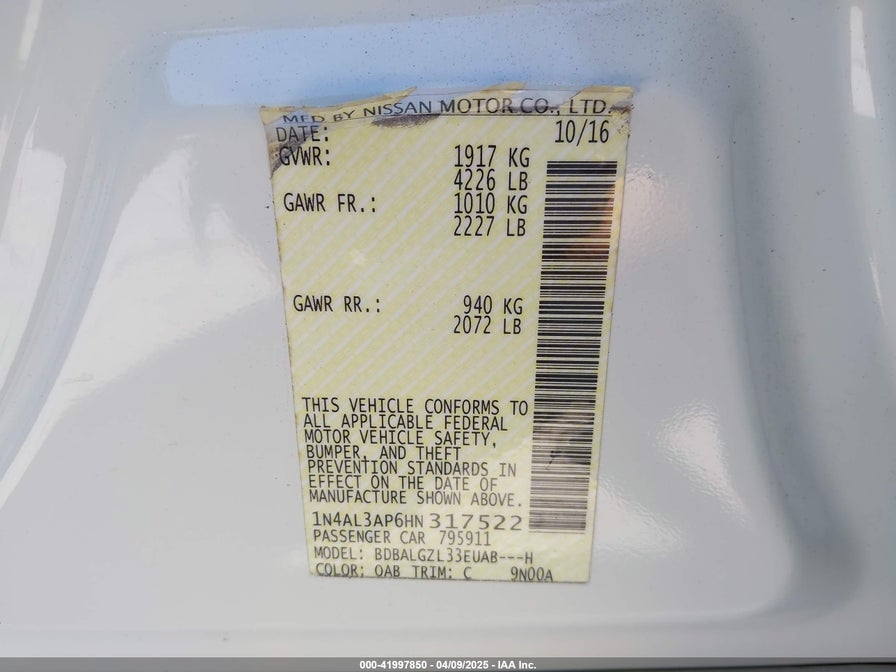 MFD BY NISSAN MOTOR CO., LTD.
DATE: 10/16
GVWR: 1917 KG
4226 LB
GAWR FR.: 1010 KG
2227 LB
GAWR RR.: 940 KG
2072 LB
THIS VEHICLE CONFORMS TO
ALL APPLICABLE FEDERAL
MOTOR VEHICLE SAFETY,
BUMPER, AND THEFT
PREVENTION STANDARDS IN
EFFECT ON THE DATE OF
MANUFACTURE SHOWN ABOVE.
1N4AL3AP6HN317522
PASSENGER CAR 795911
MODEL: BDBALGZL33EUAB---H
COLOR: QAB TRIM: C 9N00A
000-41997850 - 04/09/2025 - IAA Inc.